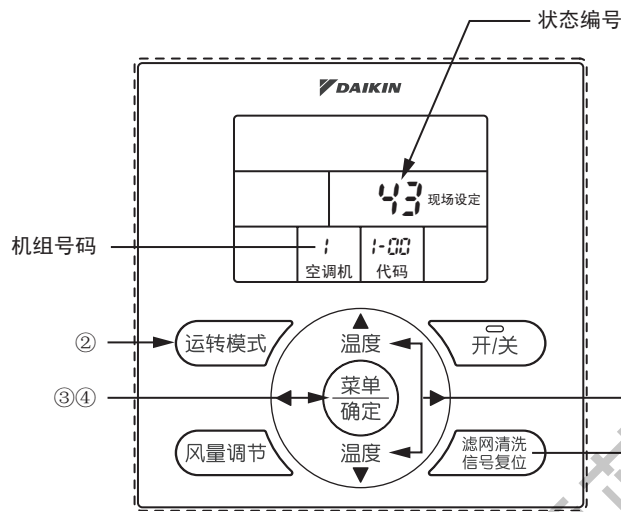 状态编号
DAIKIN
43 现场设定
机组号码
1 1-00
空调机 代码
② 运转模式 温度 开/关
③④ 菜单
确定
风量调节 温度 滤网清洗
信号复位